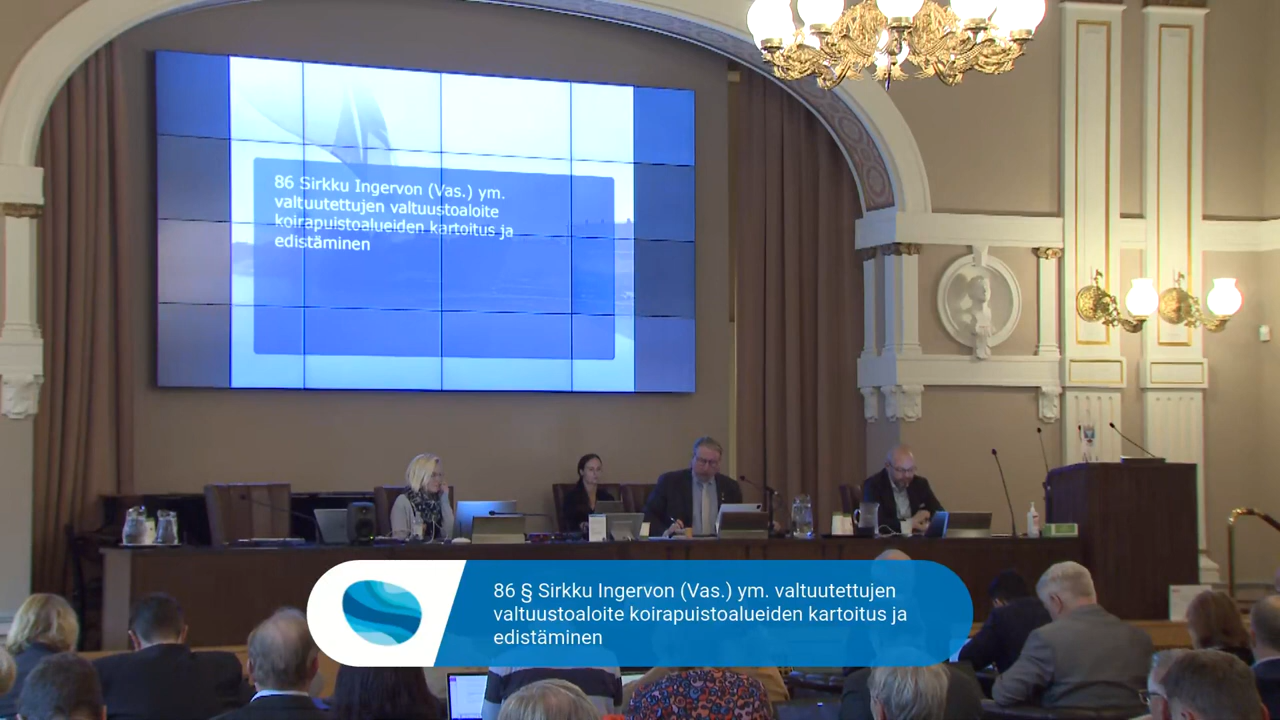 86 Sirkku Ingervon (Vas.) ym.
valtuutettujen valtuustoaloite
koirapuistoalueiden kartoitus ja
edistäminen
86 § Sirkku Ingervon (Vas.) ym. valtuutettujen
valtuustoaloite koirapuistoalueiden kartoitus ja
edistäminen